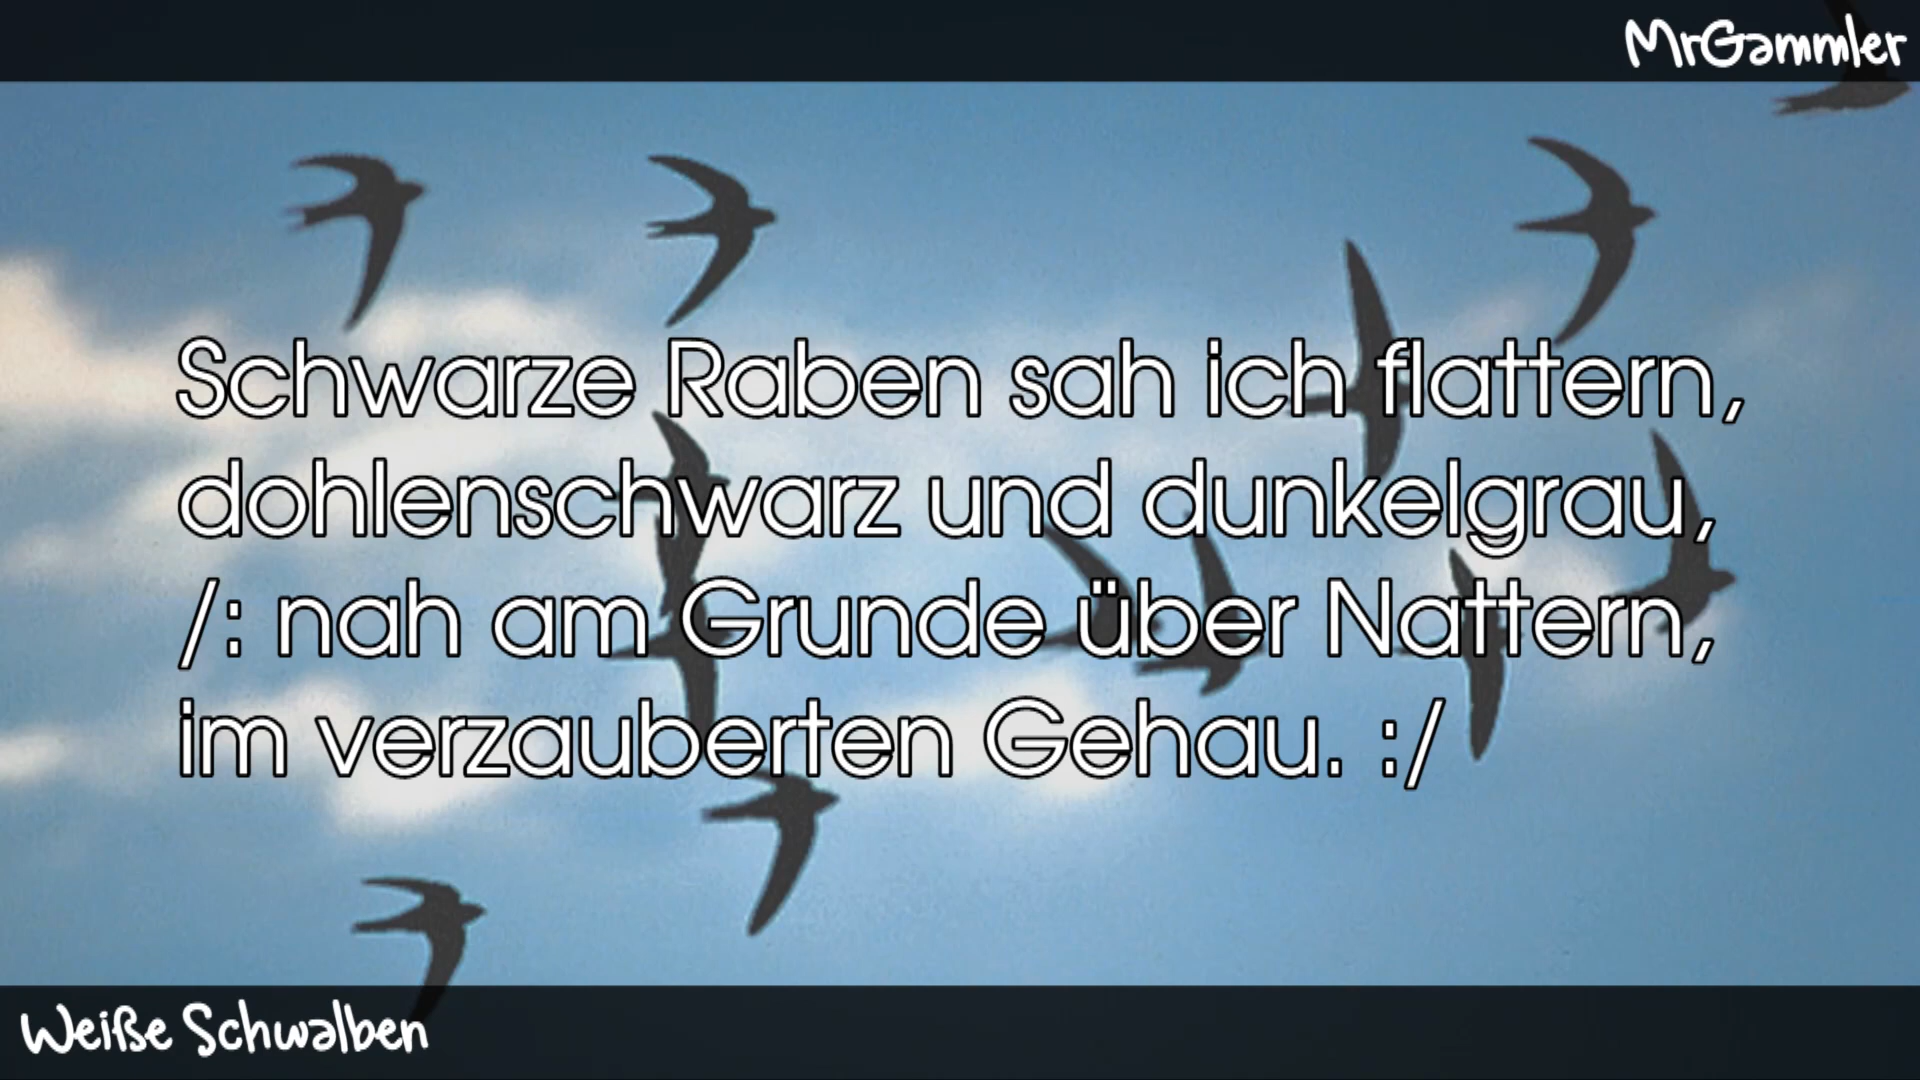 MrGammler
Schwarze Raben sah ich flattern,
dohlenschwarz und dunkelgrau,
/: nah am Grunde über Nattern,
im verzauberten Gehau. :/
Weiße Schwalben